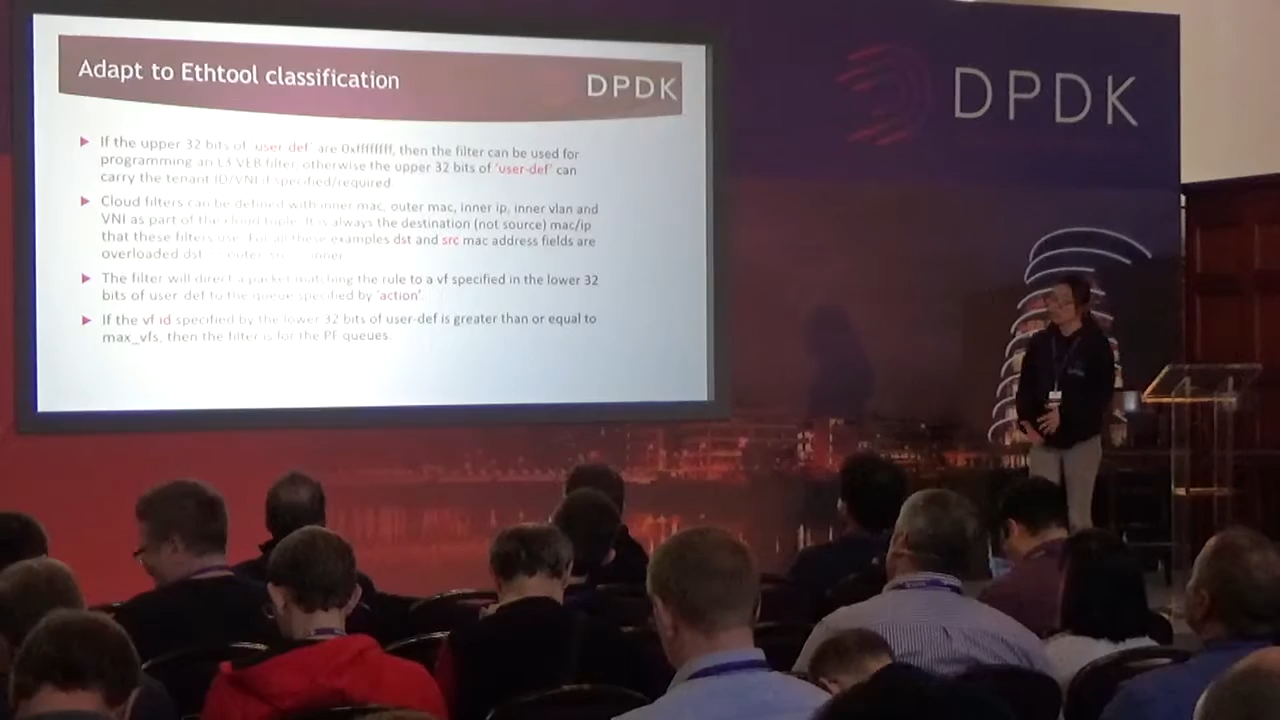 Adapt to Ethtool classification
DPDK
If the upper 32 bits of 'user def' are 0xffffffff, then the filter can be used for
programming an L3 VEB filter, otherwise the upper 32 bits of 'user-def' can
carry the tenant ID/VNI if specified/required.
Cloud filters can be defined with inner mac, outer mac, inner ip, inner vlan and
VNI as part of the cloud tuple. It is always the destination (not source) mac/ip
that these filters use. For all these examples dst and src mac address fields are
overloaded dst outer, inner.
The filter will direct a packet matching the rule to a vf specified in the lower 32
bits of user-def to the queue specified by 'action'.
If the vf id specified by the lower 32 bits of user-def is greater than or equal to
max_vfs, then the filter is for the PF queues.
DPDK